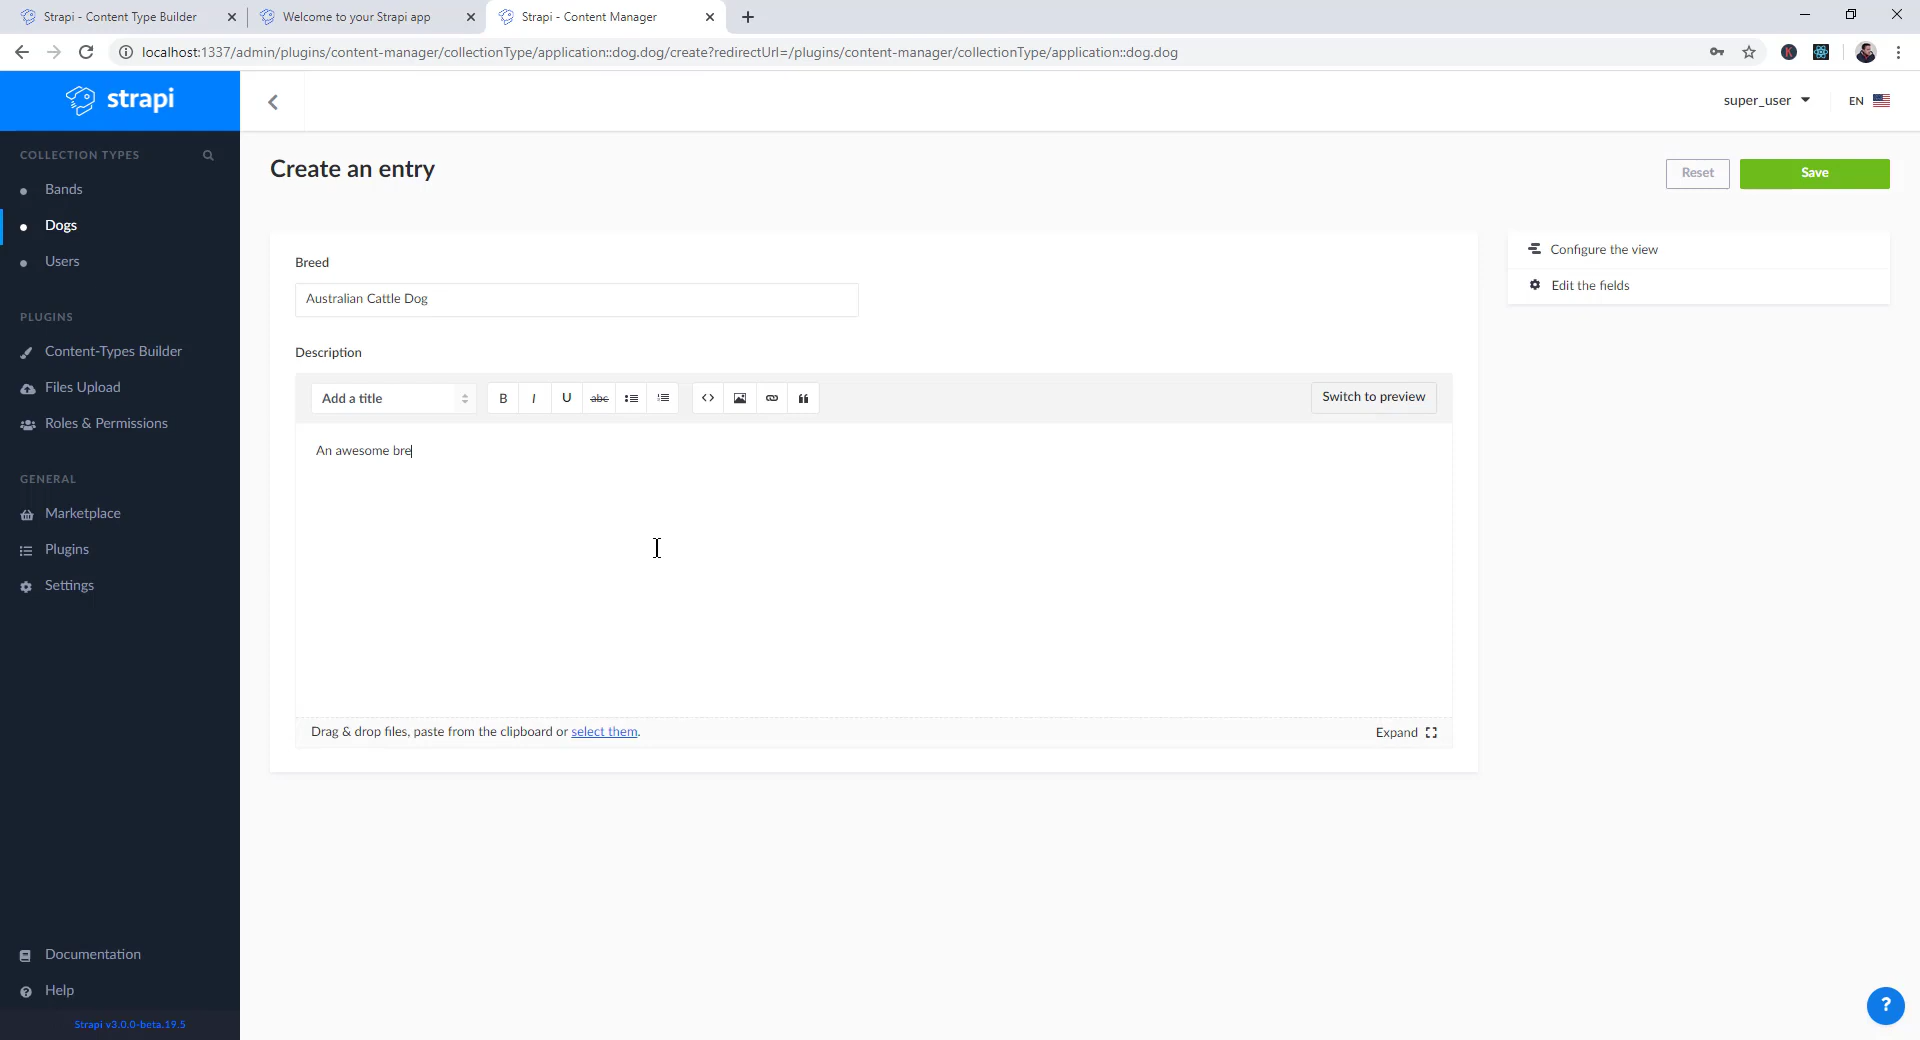 Strapi - Content Type Builder
Welcome to your Strapi app
Strapi - Content Manager
localhost:1337/admin/plugins/content-manager/collectionType/application::dog.dog/create?redirectUrl=/plugins/content-manager/collectionType/application::dog.dog
K
strapi
super_user
EN
COLLECTION TYPES
Bands
Dogs
Users
PLUGINS
Content-Types Builder
Files Upload
Roles & Permissions
GENERAL
Marketplace
Plugins
Settings
Documentation
Help
Strapi v3.0.0-beta.19.5
Create an entry
Reset
Save
Breed
Australian Cattle Dog
Description
Add a title
B I U abc
Switch to preview
An awesome bre
Drag & drop files, paste from the clipboard or select them.
Expand
Configure the view
Edit the fields
?